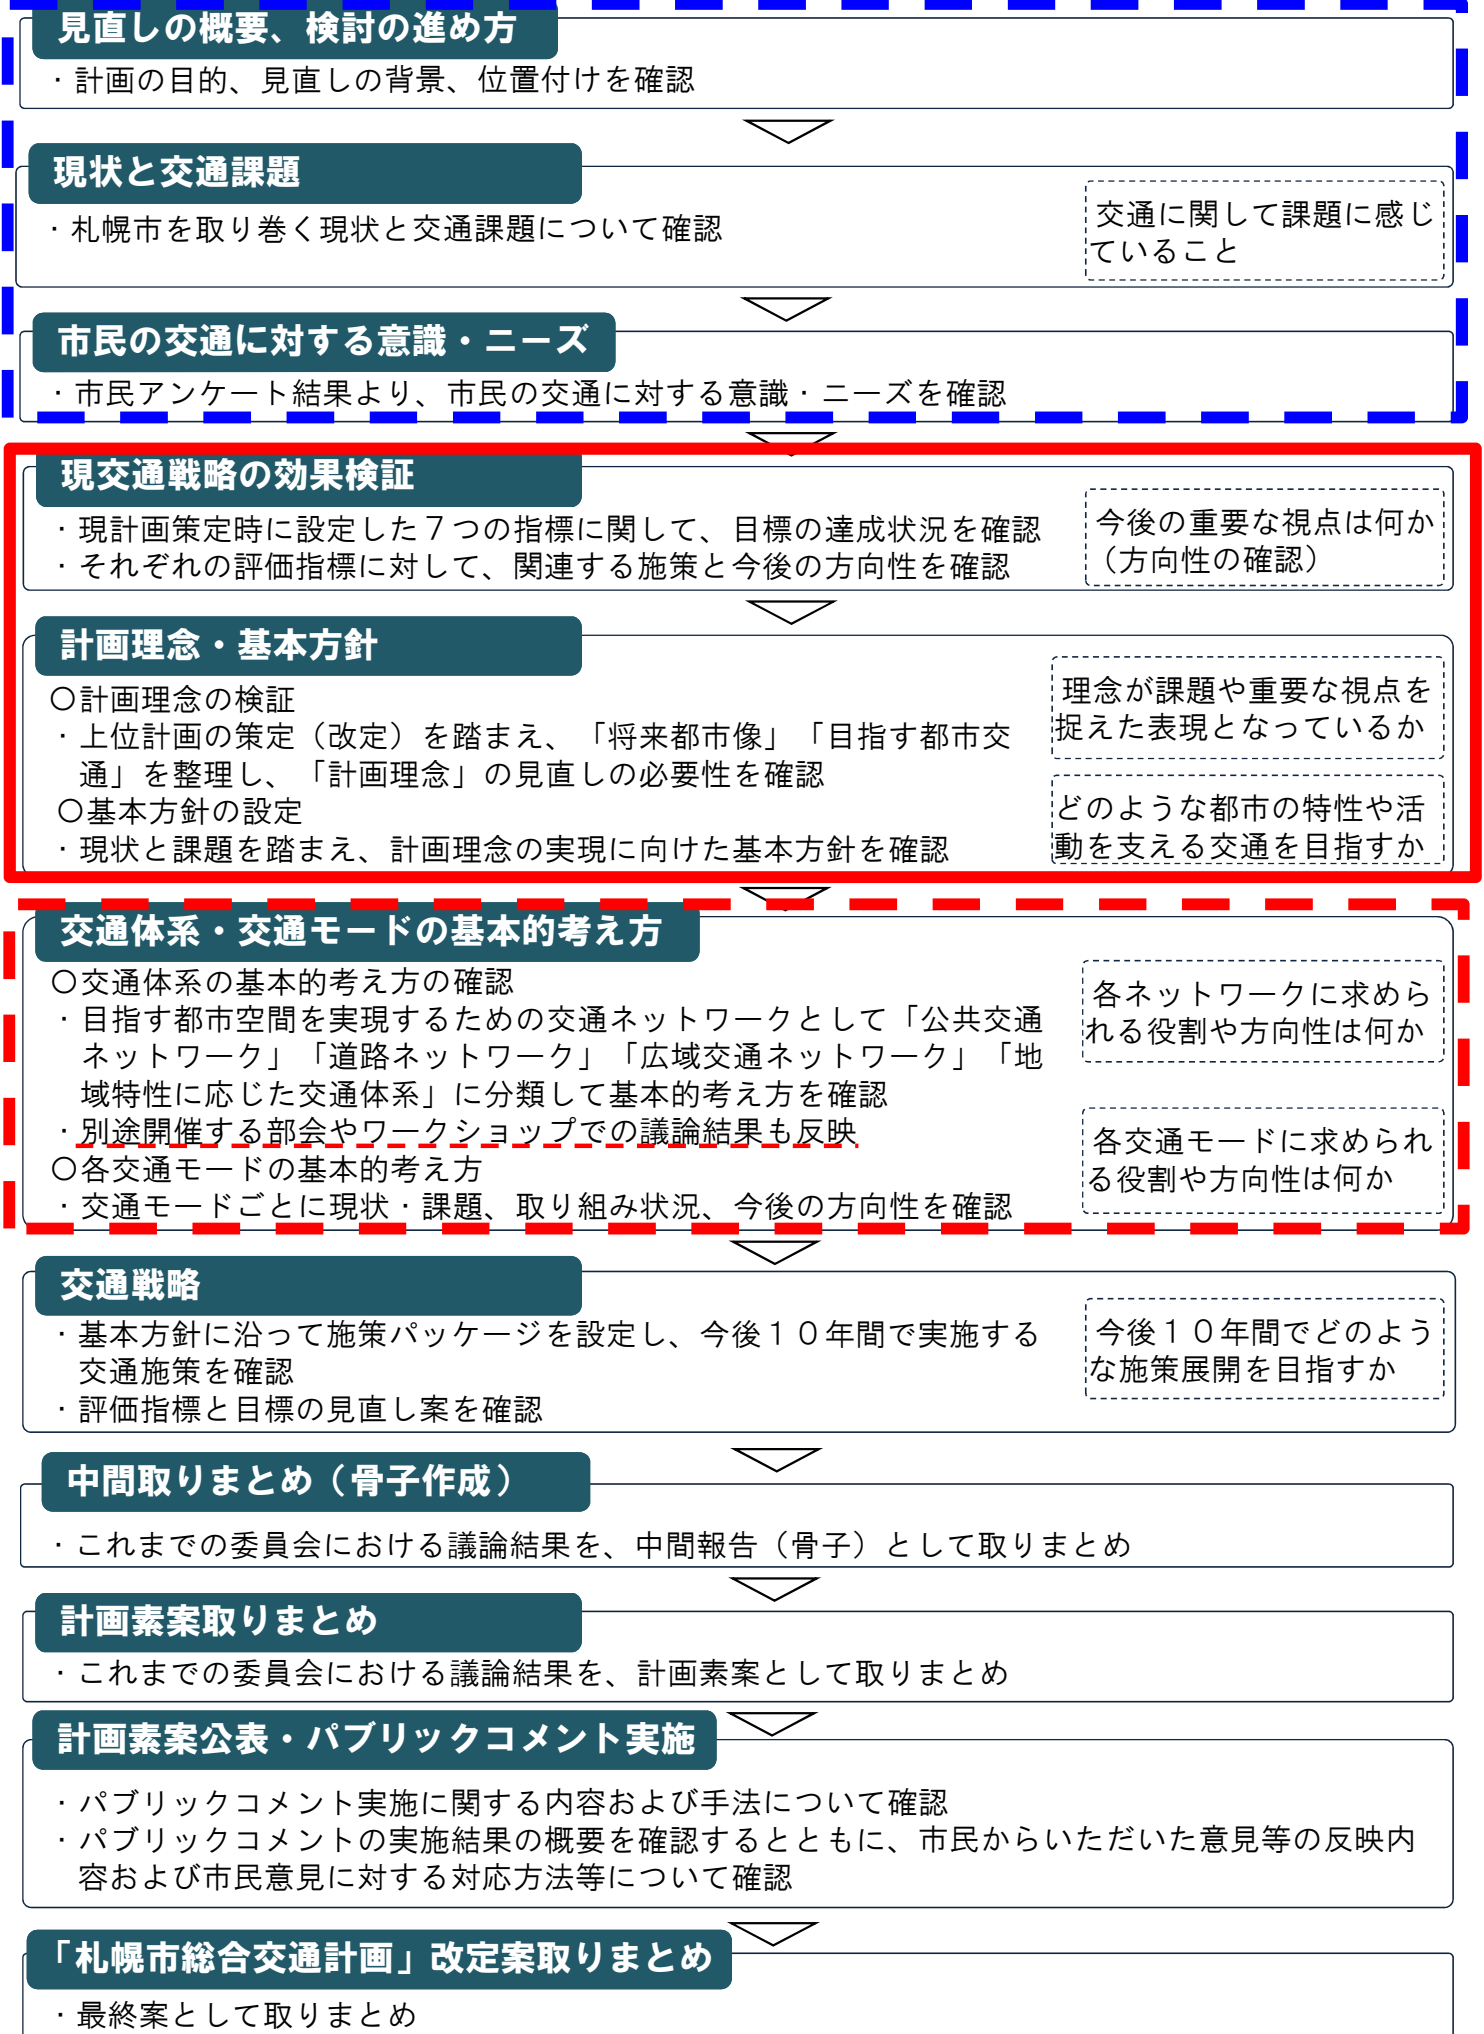 見直しの概要、検討の進め方
・計画の目的、見直しの背景、位置付けを確認
現状と交通課題
・札幌市を取り巻く現状と交通課題について確認
交通に関して課題に感じ
ていること
市民の交通に対する意識・ニーズ
・市民アンケート結果より、市民の交通に対する意識・ニーズを確認
現交通戦略の効果検証
・現計画策定時に設定した７つの指標に関して、目標の達成状況を確認
・それぞれの評価指標に対して、関連する施策と今後の方向性を確認
今後の重要な視点は何か
（方向性の確認）
計画理念・基本方針
〇計画理念の検証
・上位計画の策定（改定）を踏まえ、「将来都市像」「目指す都市交
通」を整理し、「計画理念」の見直しの必要性を確認
〇基本方針の設定
・現状と課題を踏まえ、計画理念の実現に向けた基本方針を確認
理念が課題や重要な視点を
捉えた表現となっているか
どのような都市の特性や活
動を支える交通を目指すか
交通体系・交通モードの基本的考え方
〇交通体系の基本的考え方の確認
・目指す都市空間を実現するための交通ネットワークとして「公共交通
ネットワーク」「道路ネットワーク」「広域交通ネットワーク」「地
域特性に応じた交通体系」に分類して基本的考え方を確認
・別途開催する部会やワークショップでの議論結果も反映
〇各交通モードの基本的考え方
・交通モードごとに現状・課題、取り組み状況、今後の方向性を確認
各ネットワークに求めら
れる役割や方向性は何か
各交通モードに求められ
る役割や方向性は何か
交通戦略
・基本方針に沿って施策パッケージを設定し、今後１０年間で実施する
交通施策を確認
・評価指標と目標の見直し案を確認
今後１０年間でどのよう
な施策展開を目指すか
中間取りまとめ（骨子作成）
・これまでの委員会における議論結果を、中間報告（骨子）として取りまとめ
計画素案取りまとめ
・これまでの委員会における議論結果を、計画素案として取りまとめ
計画素案公表・パブリックコメント実施
・パブリックコメント実施に関する内容および手法について確認
・パブリックコメントの実施結果の概要を確認するとともに、市民からいただいた意見等の反映内
容および市民意見に対する対応方法等について確認
「札幌市総合交通計画」改定案取りまとめ
・最終案として取りまとめ